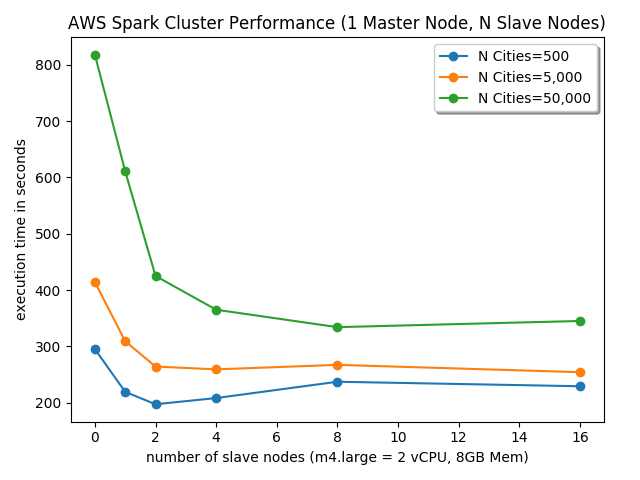 AWS Spark Cluster Performance (1 Master Node, N Slave Nodes)
N Cities=500
N Cities=5,000
N Cities=50,000
800
700
600
500
400
300
200
execution time in seconds
0 2 4 6 8 10 12 14 16
number of slave nodes (m4.large = 2 vCPU, 8GB Mem)